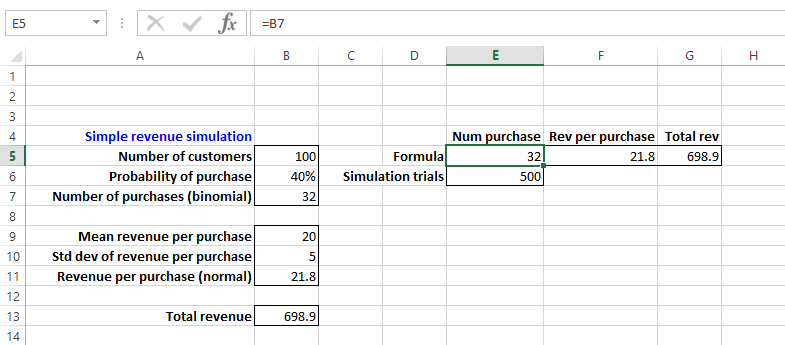 E5 fx =B7
A B C D E F G H
1
2
3
4 Simple revenue simulation Num purchase Rev per purchase Total rev
5 Number of customers 100 Formula 32 21.8 698.9
6 Probability of purchase 40% Simulation trials 500
7 Number of purchases (binomial) 32
8
9 Mean revenue per purchase 20
10 Std dev of revenue per purchase 5
11 Revenue per purchase (normal) 21.8
12
13 Total revenue 698.9
14